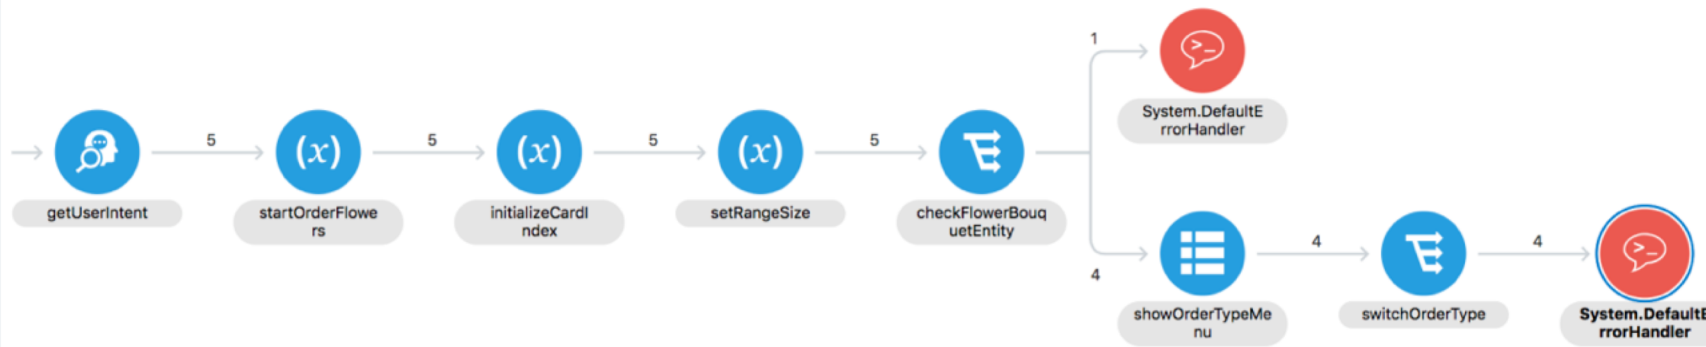 1
>_
System.DefaultE
rrorHandler
5
5
5
5
(x)
(x)
(x)
getUserIntent
startOrderFlowe
rs
initializeCardI
ndex
setRangeSize
checkFlowerBouq
uetEntity
4
4
4
>_
showOrderTypeMe
nu
switchOrderType
System.DefaultE
rrorHandler